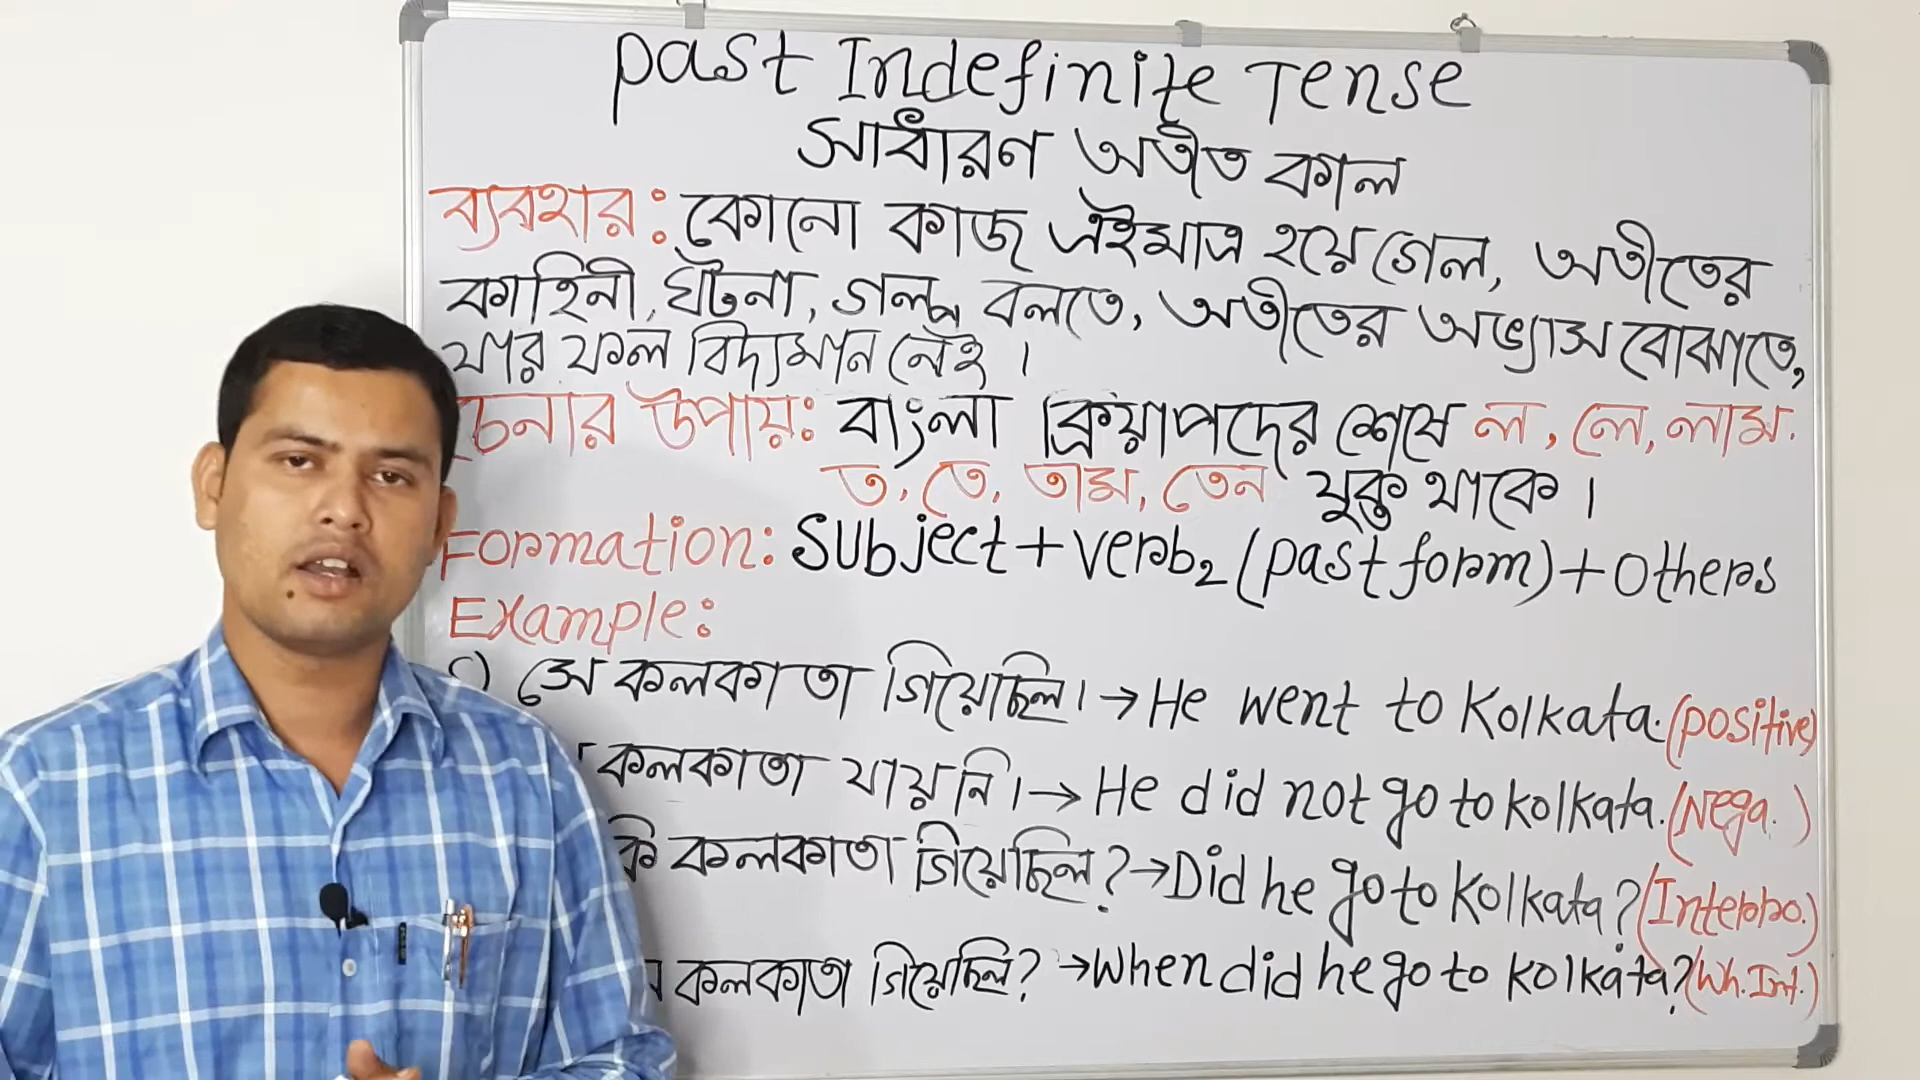 Past Indefinite Tense
সাধারণ অতীত কাল
ব্যবহার: কোনো কাজ এইমাত্র হয়ে গেল, অতীতের
কাহিনী, ঘটনা, গল্প বলতে, অতীতের অভ্যাস বোঝাতে,
যার ফল বিদ্যমান নেই।
চেনার উপায়: বাংলা ক্রিয়াপদের শেষে ল, লে, লাম.
ত, তে, তাম, তেন যুক্ত থাকে।
Formation: Subject + Verb₂ (past form) + Others
Example:
১) সে কলকাতা গিয়েছিল। → He went to Kolkata. (positive)
কলকাতা যায়নি। → He did not go to Kolkata. (Nega.)
কি কলকাতা গিয়েছিল? → Did he go to Kolkata? (Interro.)
কলকাতা গিয়েছিল? → When did he go to Kolkata? (Wh. Int.)